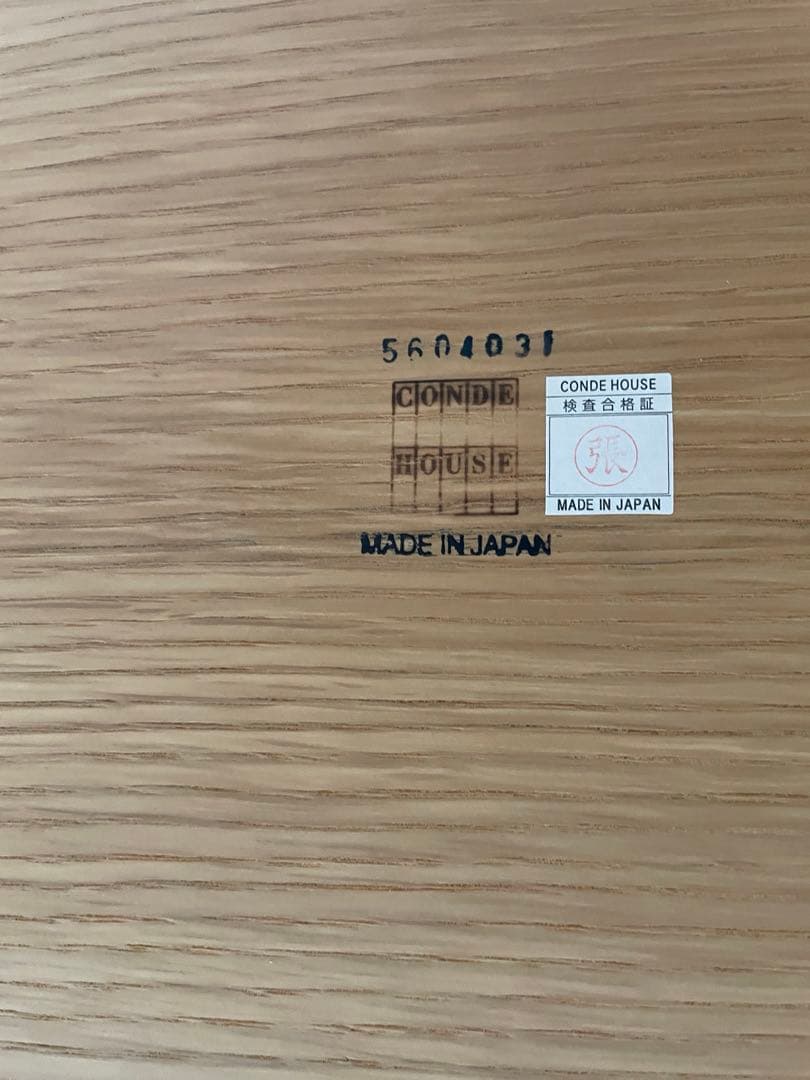 5604031
CONDE
HOUSE
MADE IN JAPAN
CONDE HOUSE
検査合格証
張
MADE IN JAPAN